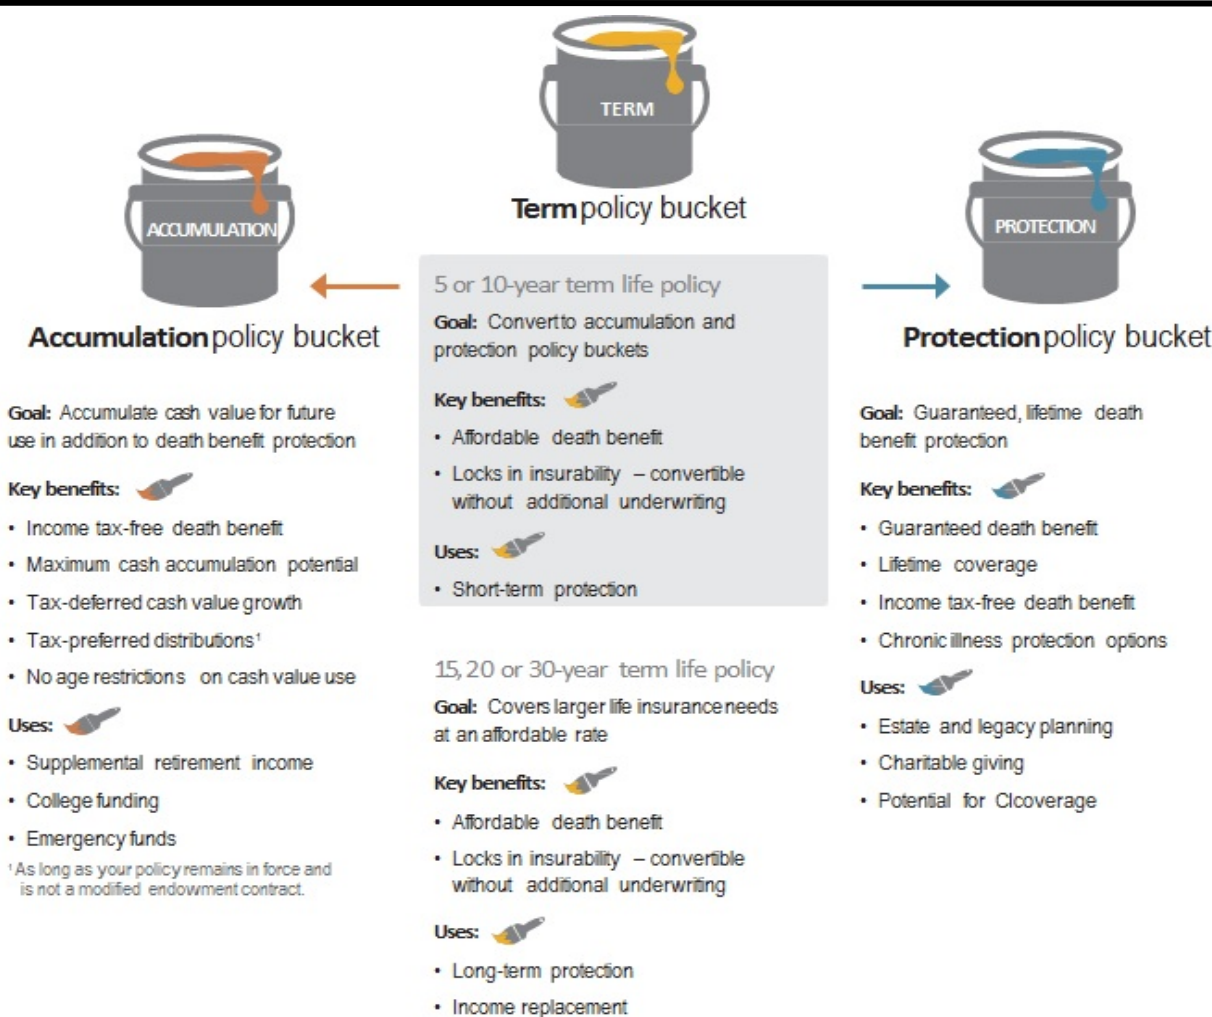 TERM
Term policy bucket
5 or 10-year term life policy
Goal: Convert to accumulation and
protection policy buckets
Key benefits:
• Affordable death benefit
• Locks in insurability – convertible
without additional underwriting
Uses:
• Short-term protection
15, 20 or 30-year term life policy
Goal: Covers larger life insurance needs
at an affordable rate
Key benefits:
• Affordable death benefit
• Locks in insurability – convertible
without additional underwriting
Uses:
• Long-term protection
• Income replacement
ACCUMULATION
Accumulation policy bucket
Goal: Accumulate cash value for future
use in addition to death benefit protection
Key benefits:
• Income tax-free death benefit
• Maximum cash accumulation potential
• Tax-deferred cash value growth
• Tax-preferred distributions¹
• No age restrictions on cash value use
Uses:
• Supplemental retirement income
• College funding
• Emergency funds
¹ As long as your policy remains in force and
is not a modified endowment contract.
PROTECTION
Protection policy bucket
Goal: Guaranteed, lifetime death
benefit protection
Key benefits:
• Guaranteed death benefit
• Lifetime coverage
• Income tax-free death benefit
• Chronic illness protection options
Uses:
• Estate and legacy planning
• Charitable giving
• Potential for CIcoverage